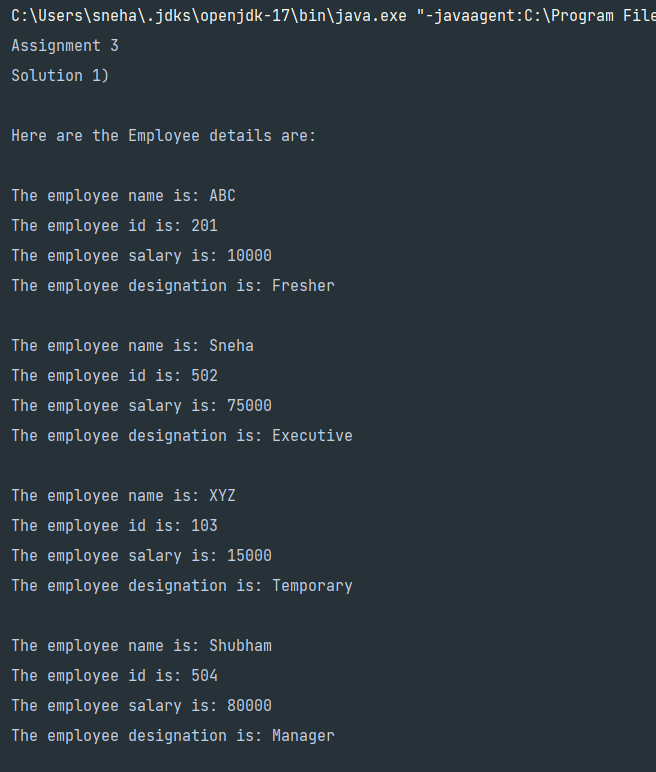 C:\Users\sneha\.jdks\openjdk-17\bin\java.exe "-javaagent:C:\Program File
Assignment 3
Solution 1)
Here are the Employee details are:
The employee name is: ABC
The employee id is: 201
The employee salary is: 10000
The employee designation is: Fresher
The employee name is: Sneha
The employee id is: 502
The employee salary is: 75000
The employee designation is: Executive
The employee name is: XYZ
The employee id is: 103
The employee salary is: 15000
The employee designation is: Temporary
The employee name is: Shubham
The employee id is: 504
The employee salary is: 80000
The employee designation is: Manager